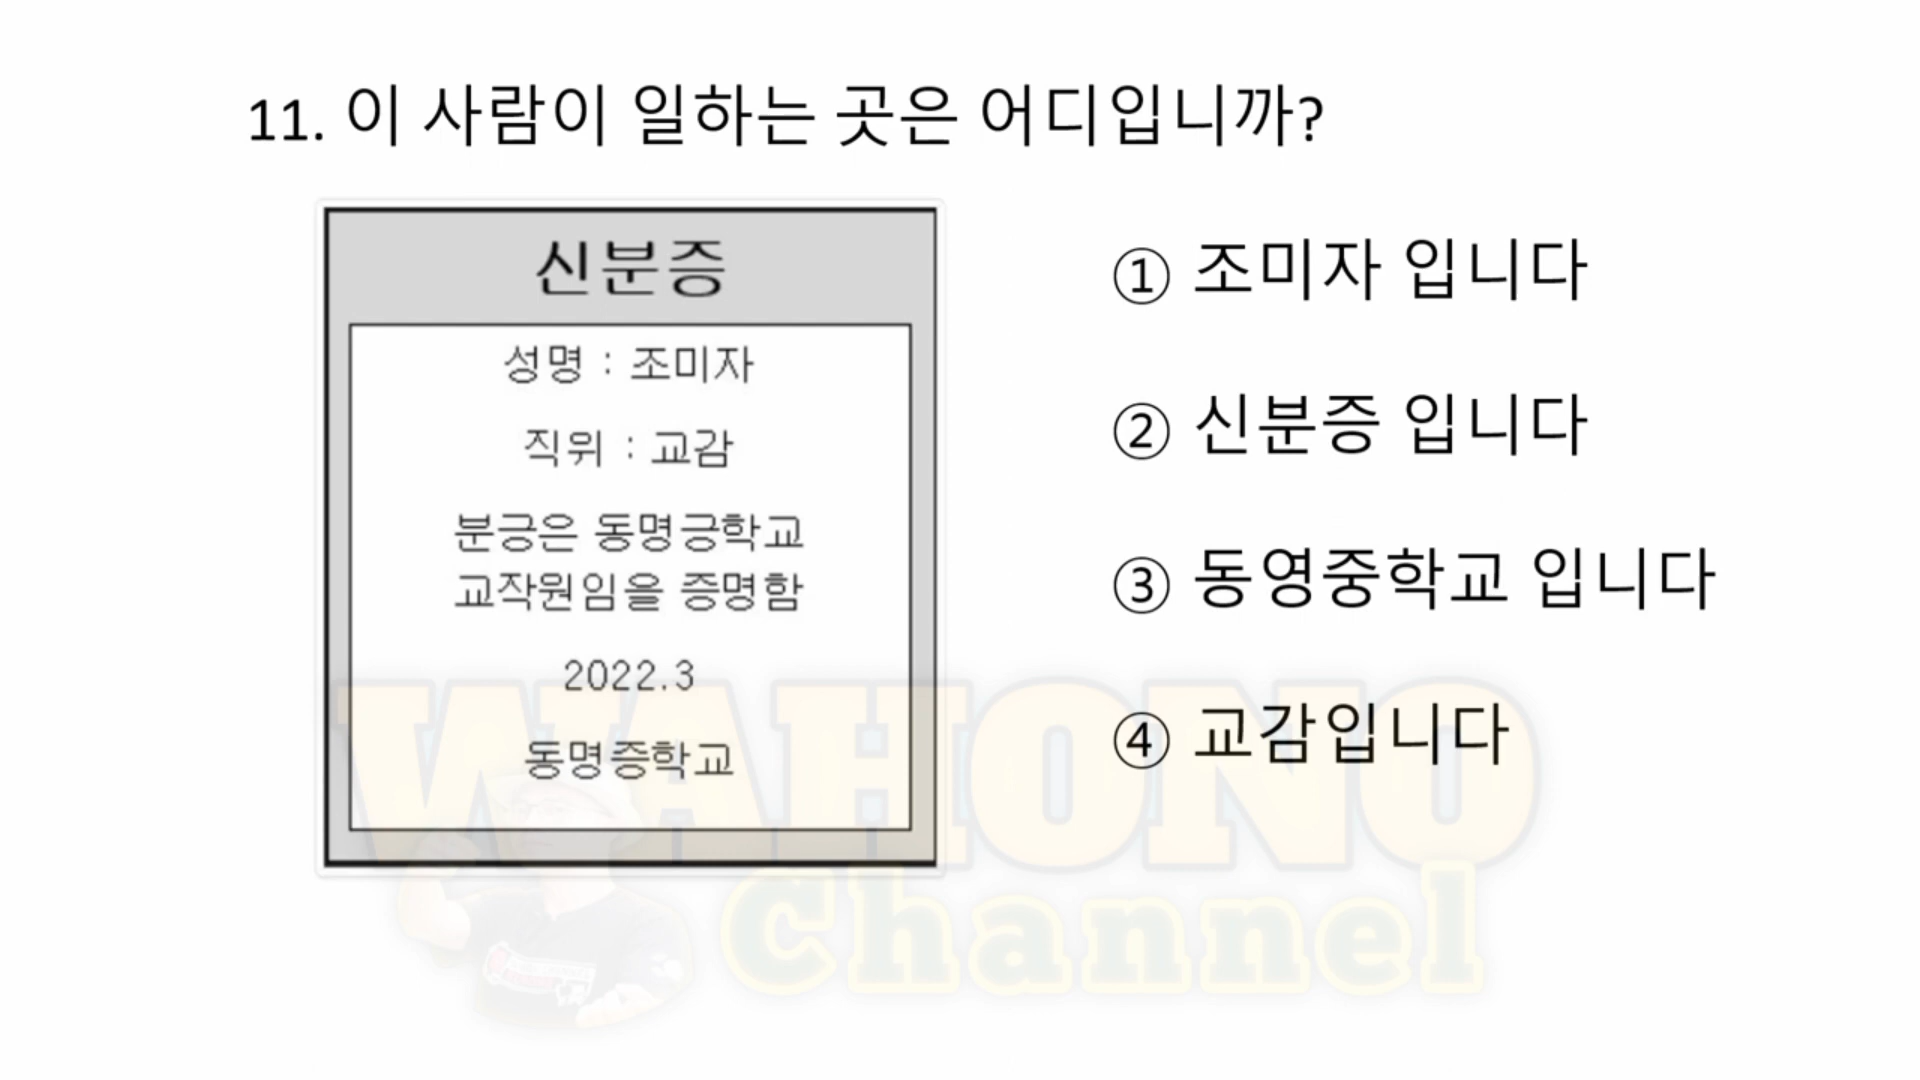 11. 이 사람이 일하는 곳은 어디입니까?
신분증
성명 : 조미자
직위 : 교감
분긍은 동명긍학교
교작원임을 증명함
2022.3
동명증학교
① 조미자 입니다
② 신분증 입니다
③ 동영중학교 입니다
④ 교감입니다
WAHONO
Channel